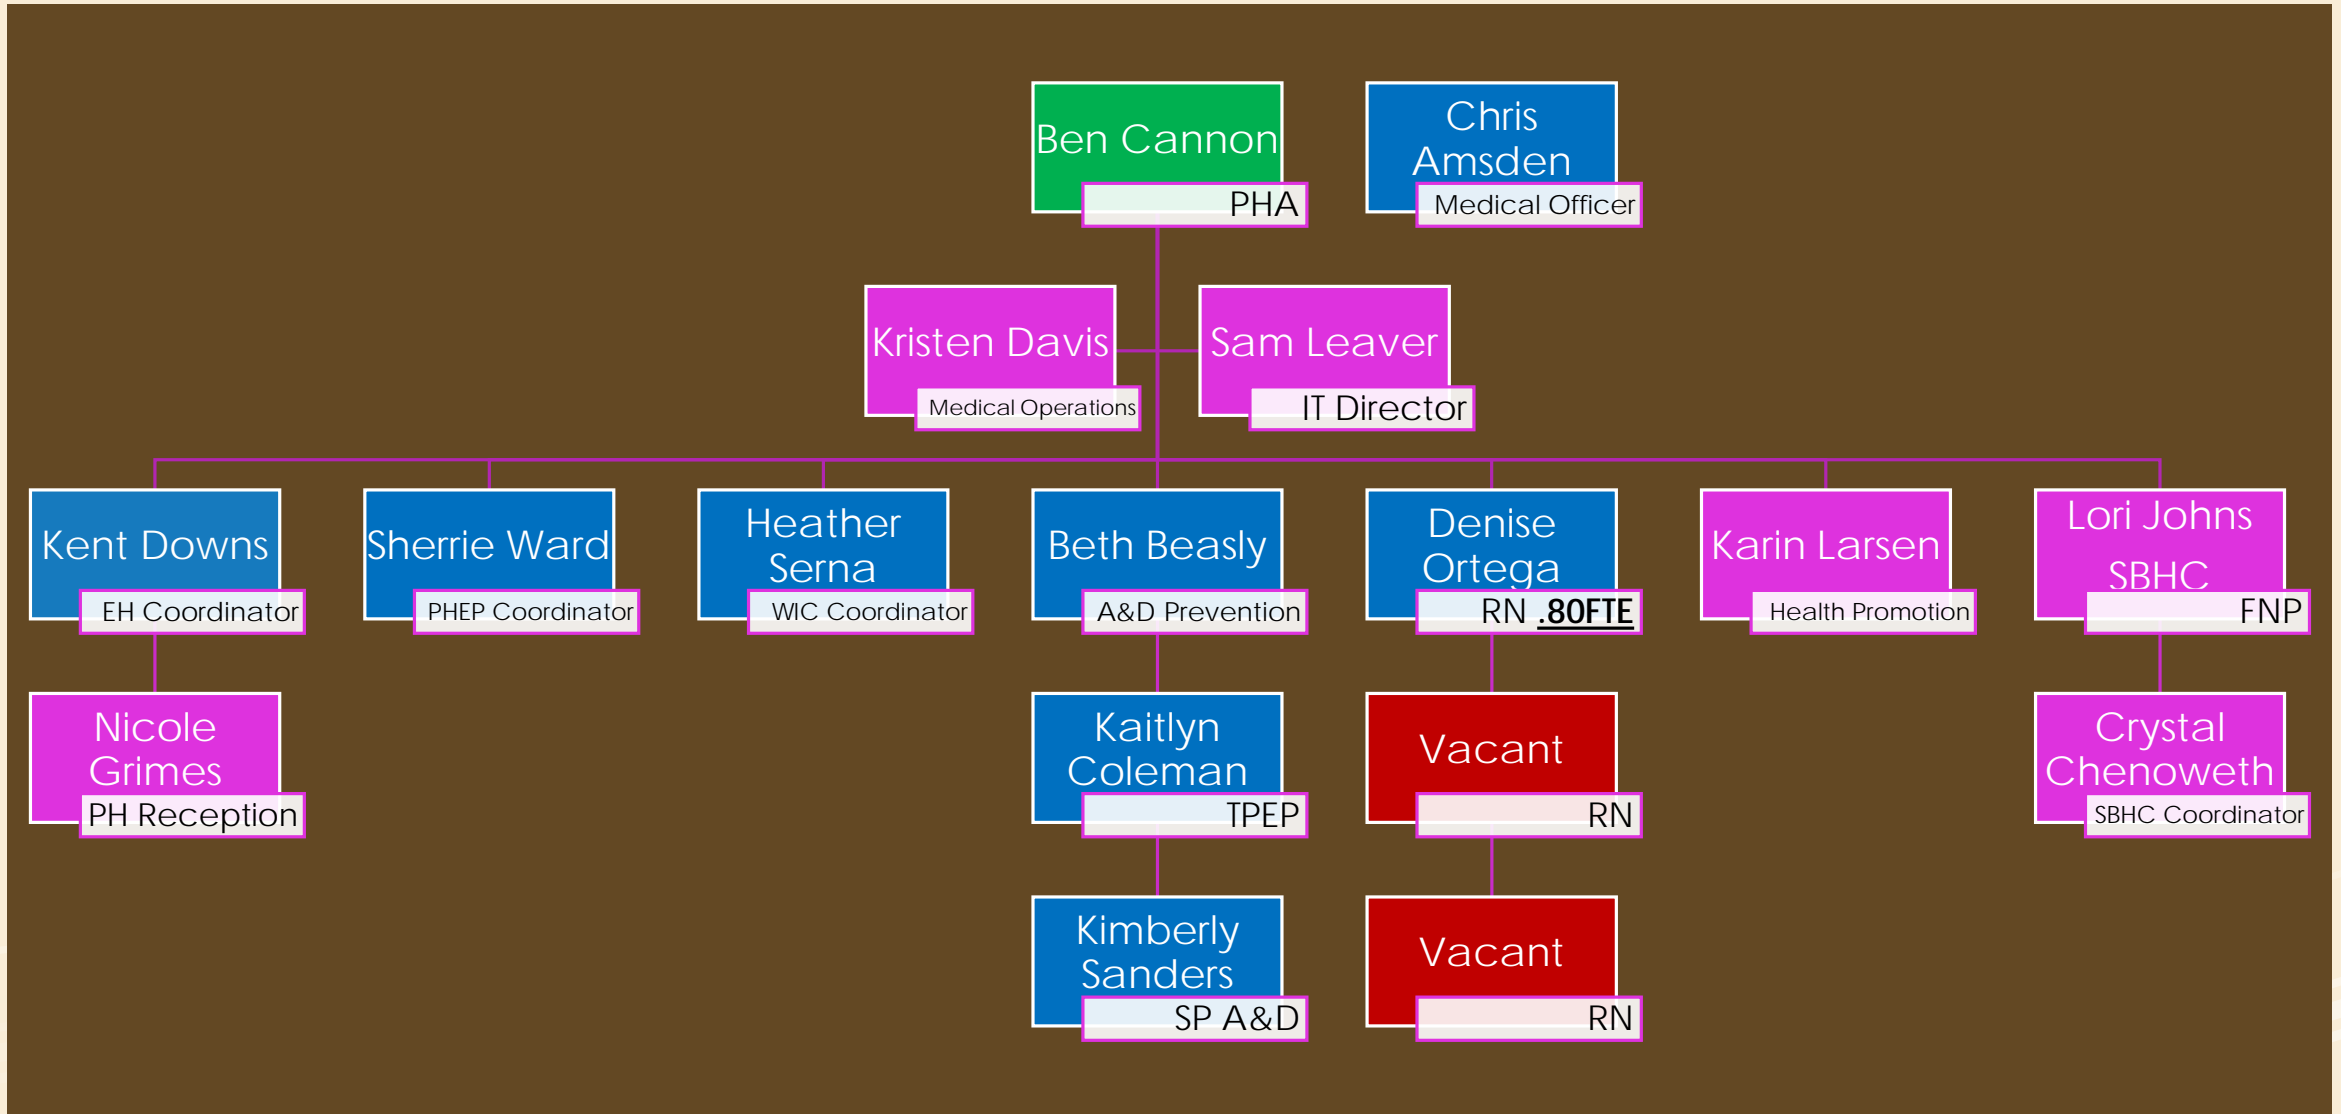 Ben Cannon
PHA
Chris
Amsden
Medical Officer
Kristen Davis
Medical Operations
Sam Leaver
IT Director
Kent Downs
EH Coordinator
Sherrie Ward
PHEP Coordinator
Heather
Serna
WIC Coordinator
Beth Beasly
A&D Prevention
Denise
Ortega
RN .80FTE
Karin Larsen
Health Promotion
Lori Johns
SBHC
FNP
Nicole
Grimes
PH Reception
Kaitlyn
Coleman
TPEP
Vacant
RN
Crystal
Chenoweth
SBHC Coordinator
Kimberly
Sanders
SP A&D
Vacant
RN